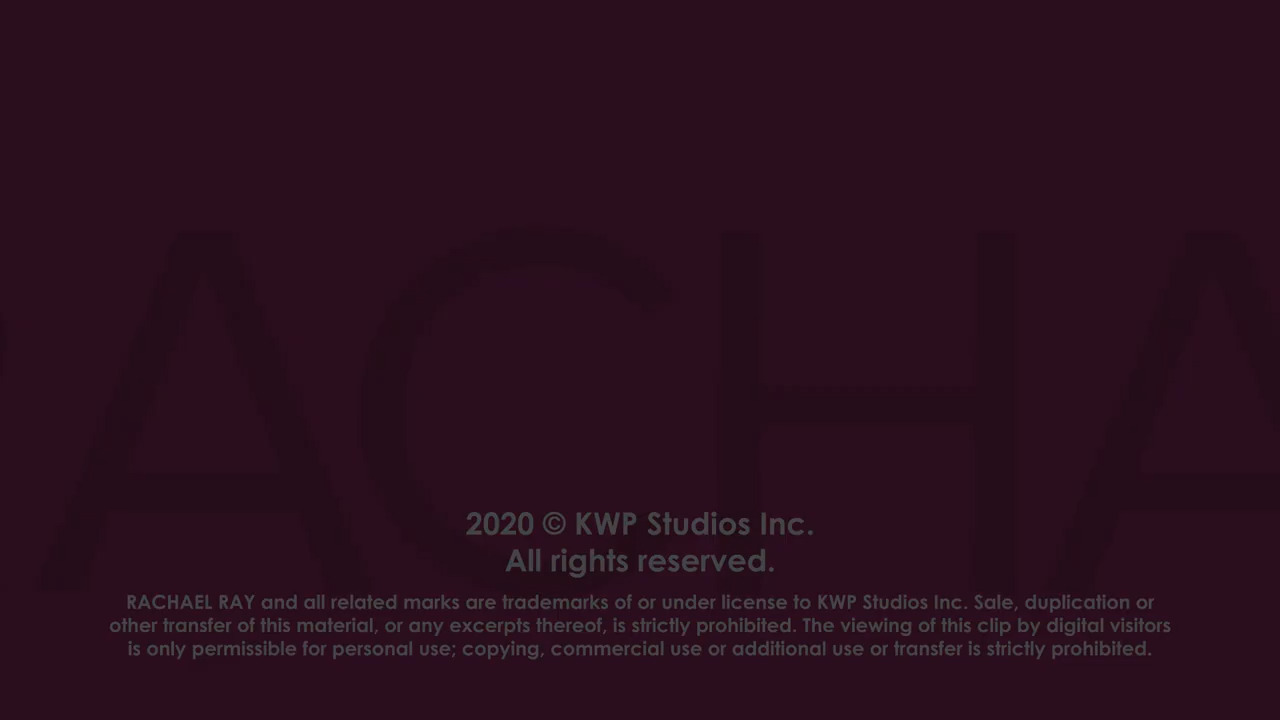 RACHA
2020 © KWP Studios Inc.
All rights reserved.
RACHAEL RAY and all related marks are trademarks of or under license to KWP Studios Inc. Sale, duplication or
other transfer of this material, or any excerpts thereof, is strictly prohibited. The viewing of this clip by digital visitors
is only permissible for personal use; copying, commercial use or additional use or transfer is strictly prohibited.